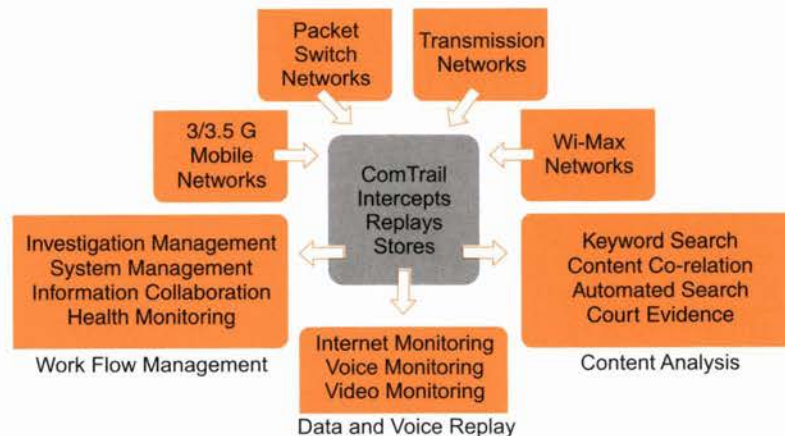 Packet
Switch
Networks
Transmission
Networks
3/3.5 G
Mobile
Networks
Wi-Max
Networks
ComTrail
Intercepts
Replays
Stores
Investigation Management
System Management
Information Collaboration
Health Monitoring
Work Flow Management
Internet Monitoring
Voice Monitoring
Video Monitoring
Data and Voice Replay
Keyword Search
Content Co-relation
Automated Search
Court Evidence
Content Analysis